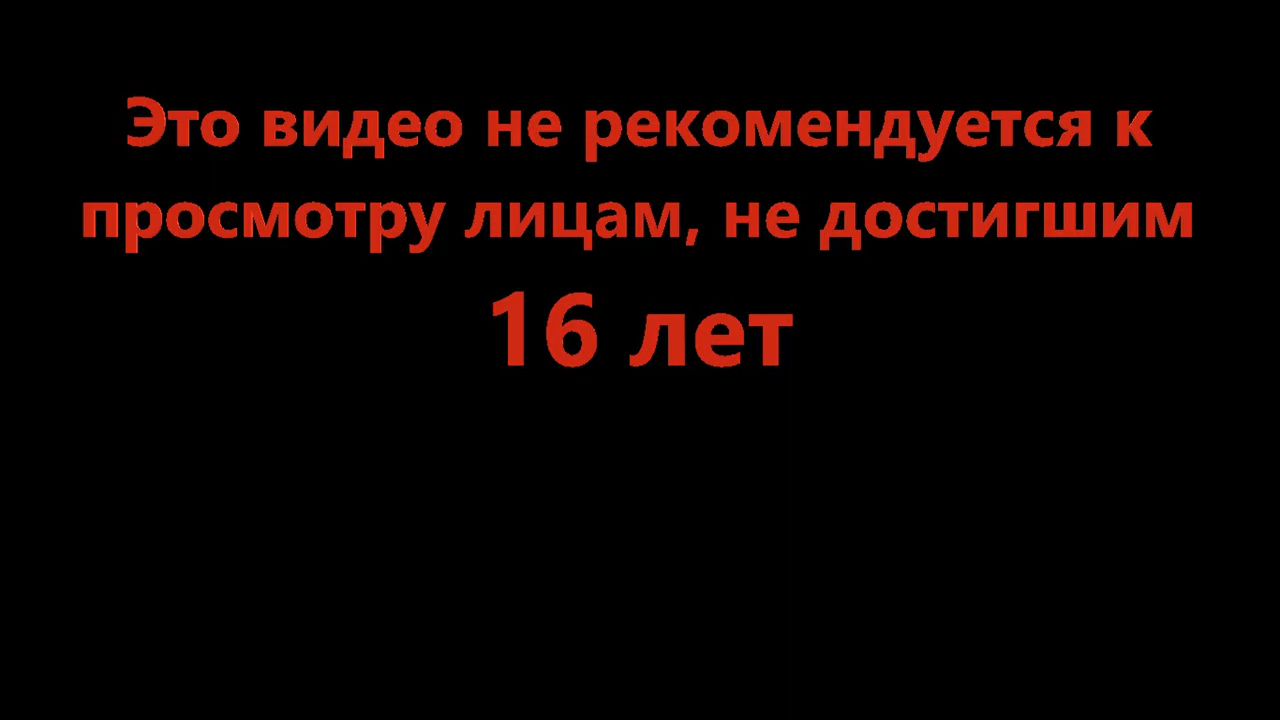 Это видео не рекомендуется к
просмотру лицам, не достигшим
16 лет